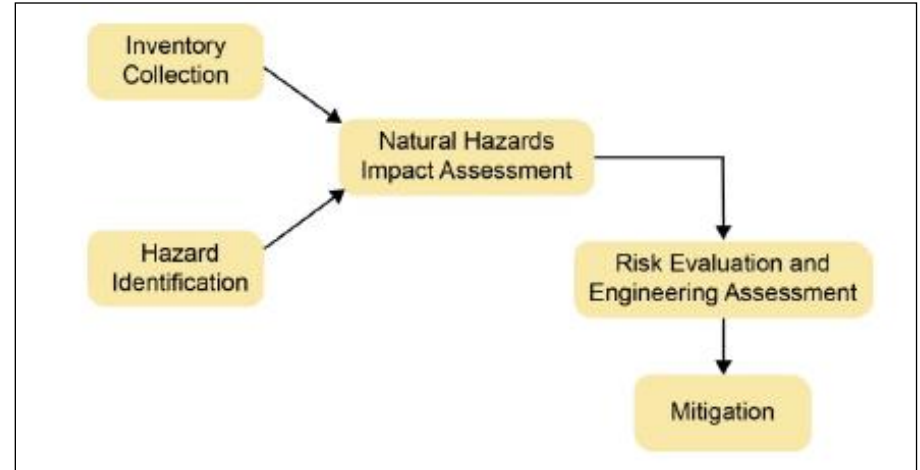 Inventory
Collection
Natural Hazards
Impact Assessment
Hazard
Identification
Risk Evaluation and
Engineering Assessment
Mitigation